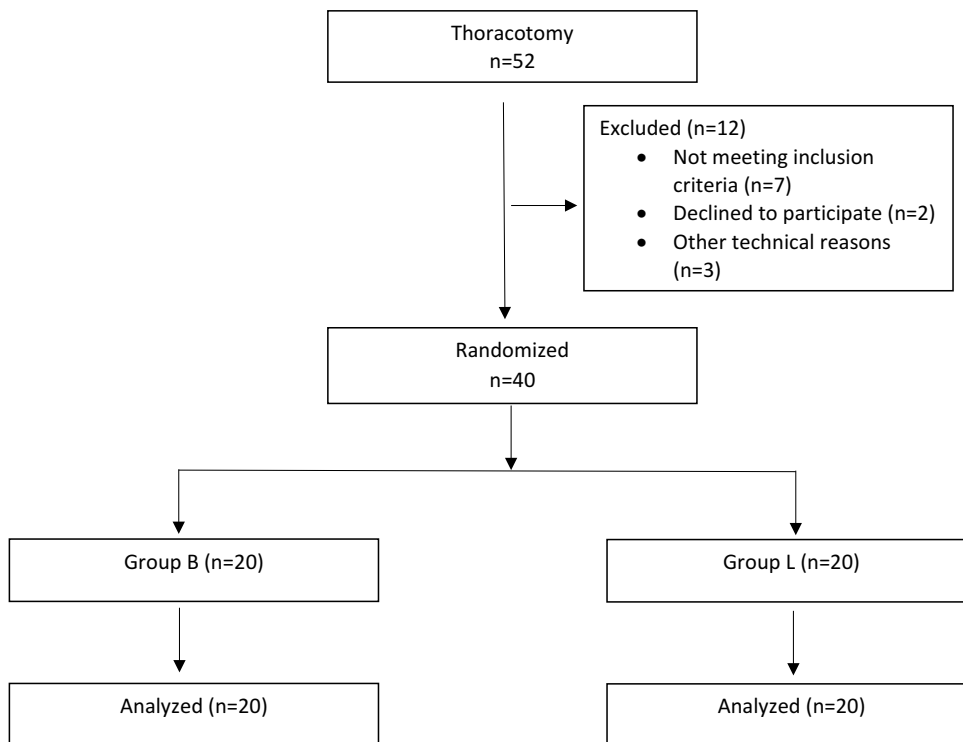 Thoracotomy
n=52
Excluded (n=12)
• Not meeting inclusion
criteria (n=7)
• Declined to participate (n=2)
• Other technical reasons
(n=3)
Randomized
n=40
Group B (n=20)
Group L (n=20)
Analyzed (n=20)
Analyzed (n=20)